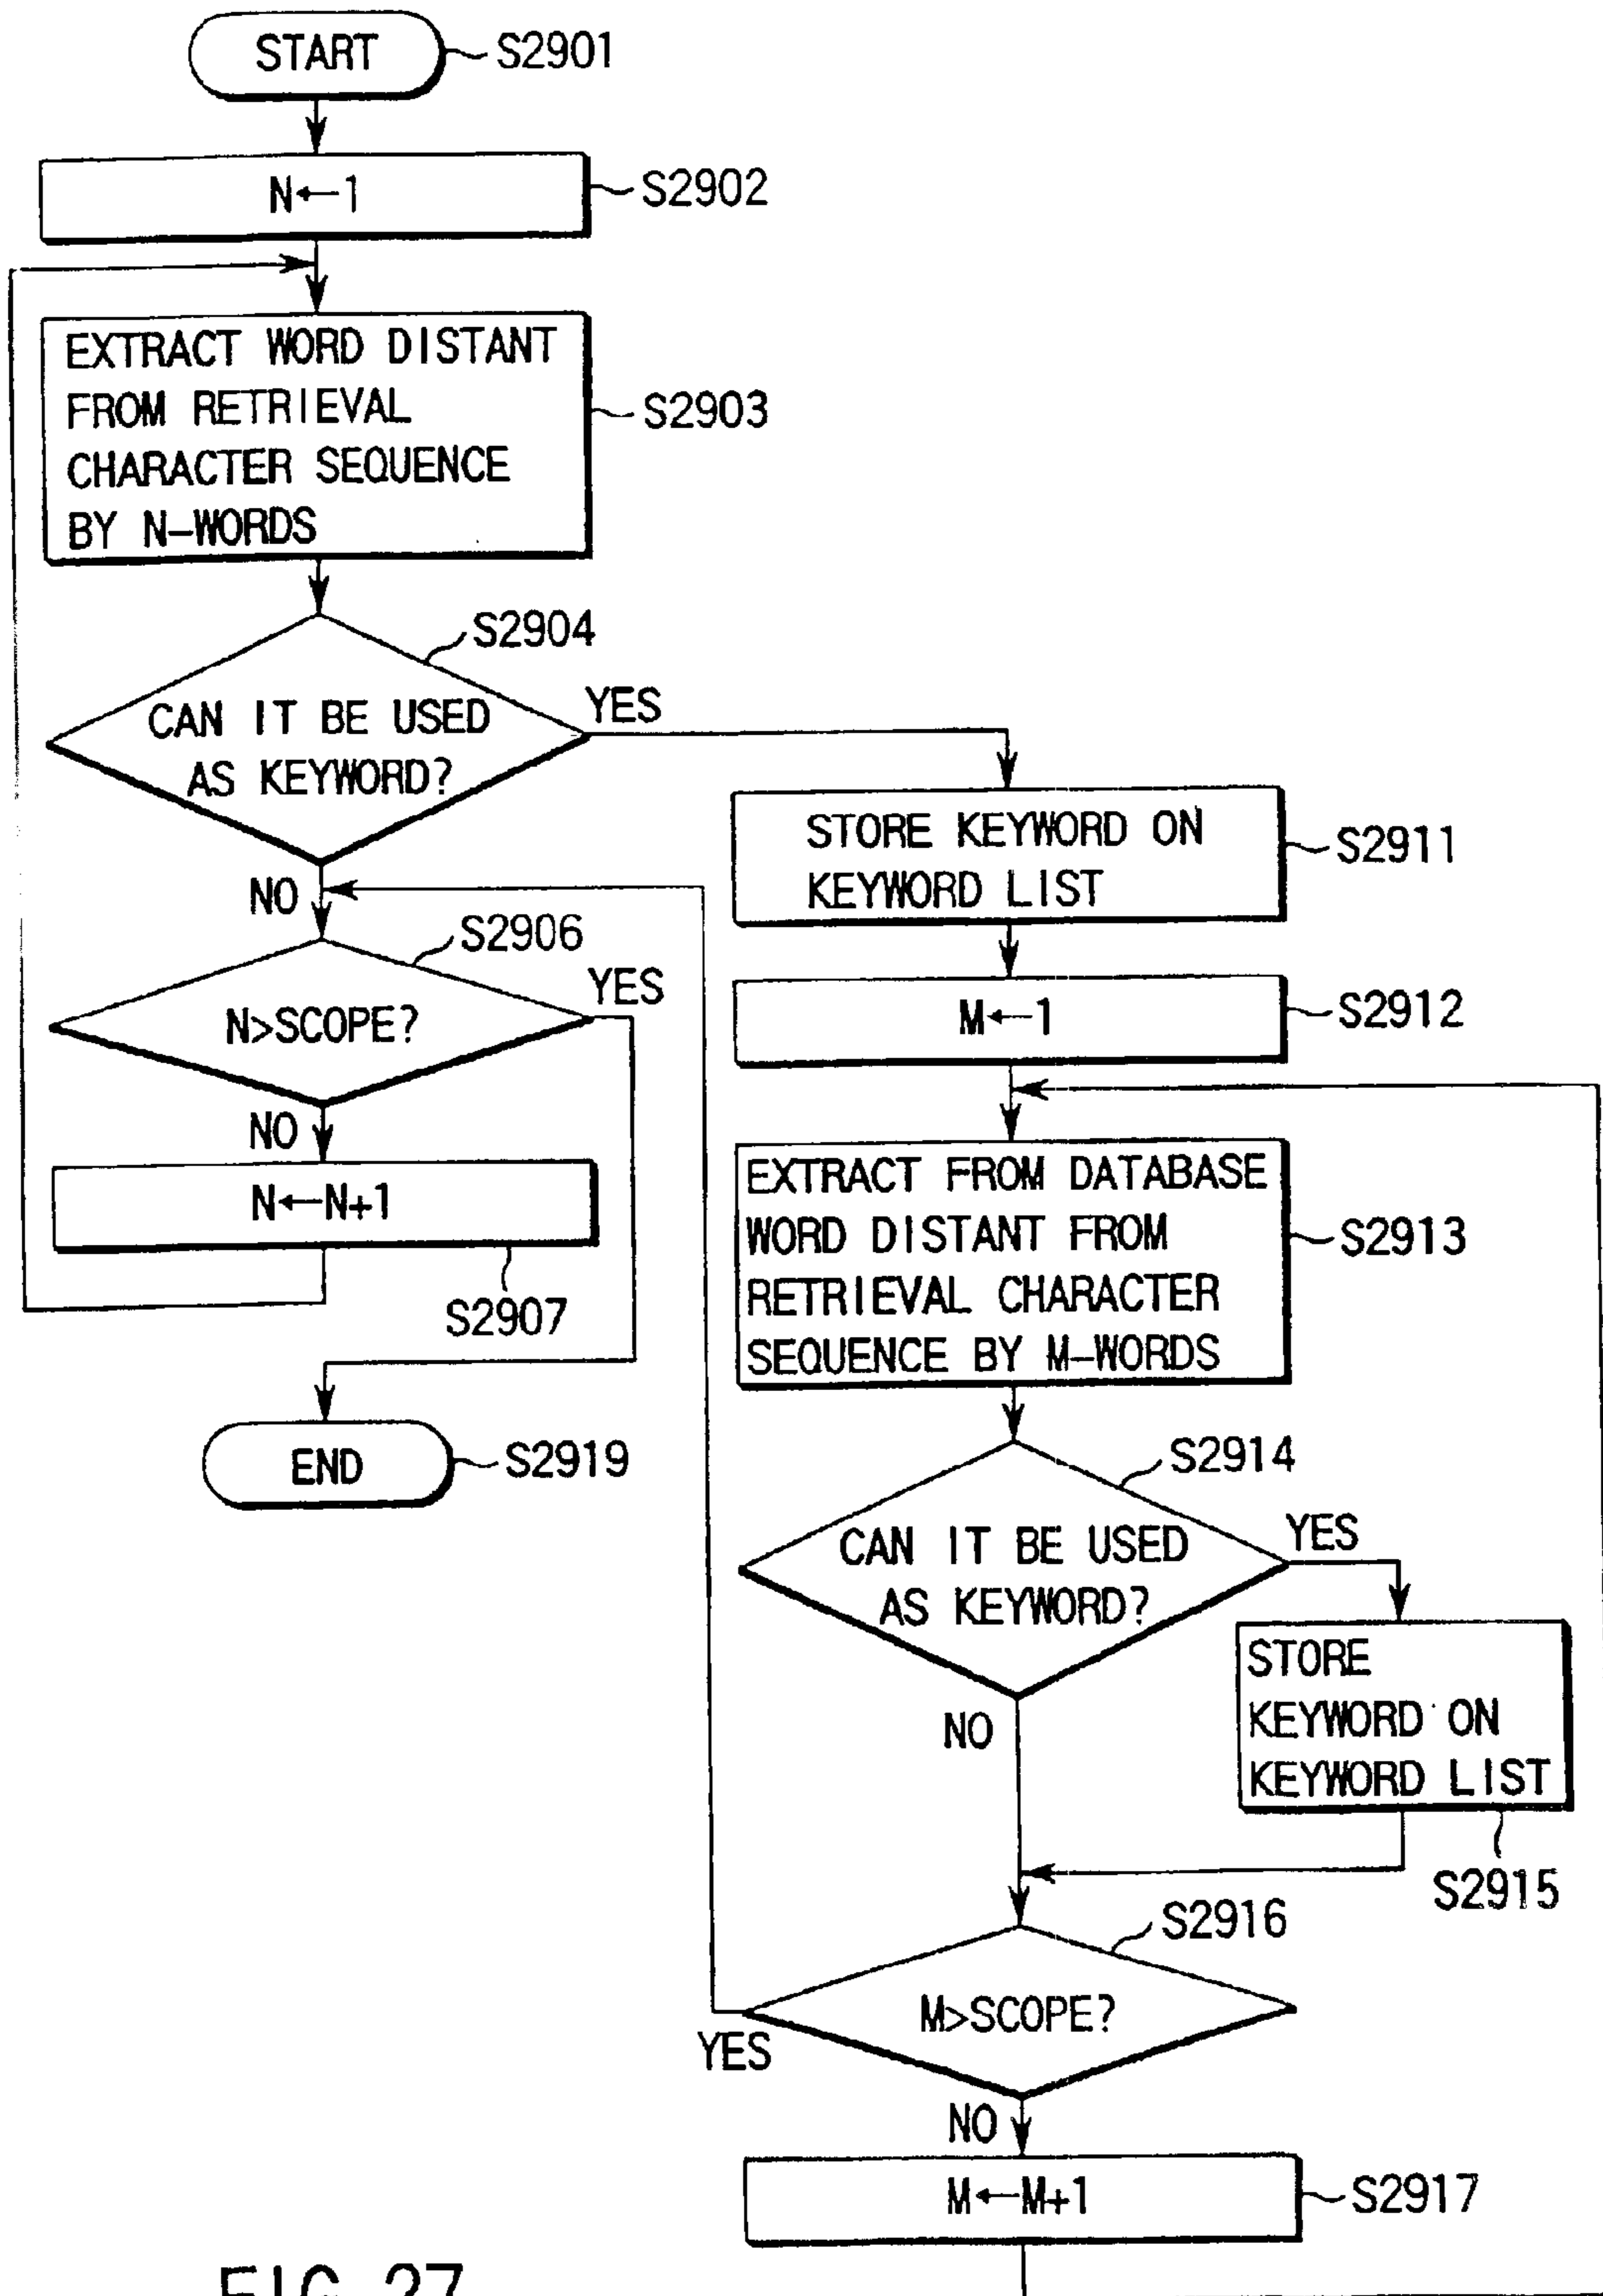 START
S2901
N←1
S2902
EXTRACT WORD DISTANT
FROM RETRIEVAL
CHARACTER SEQUENCE
BY N-WORDS
S2903
S2904
CAN IT BE USED
AS KEYWORD?
YES
NO
S2906
N>SCOPE?
YES
NO
N←N+1
S2907
END
S2919
STORE KEYWORD ON
KEYWORD LIST
S2911
M←1
S2912
EXTRACT FROM DATABASE
WORD DISTANT FROM
RETRIEVAL CHARACTER
SEQUENCE BY M-WORDS
S2913
S2914
CAN IT BE USED
AS KEYWORD?
YES
NO
STORE
KEYWORD ON
KEYWORD LIST
S2915
S2916
M>SCOPE?
YES
NO
M←M+1
S2917
FIG. 27